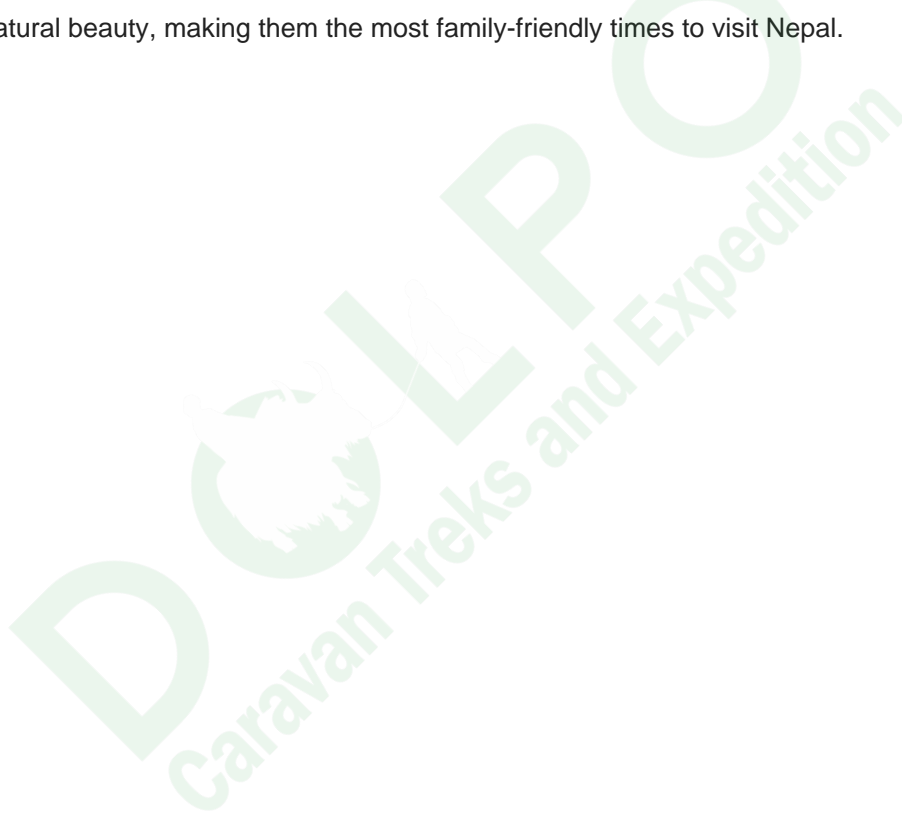 atural beauty, making them the most family-friendly times to visit Nepal.
DOLPO
Caravan Treks and Expedition